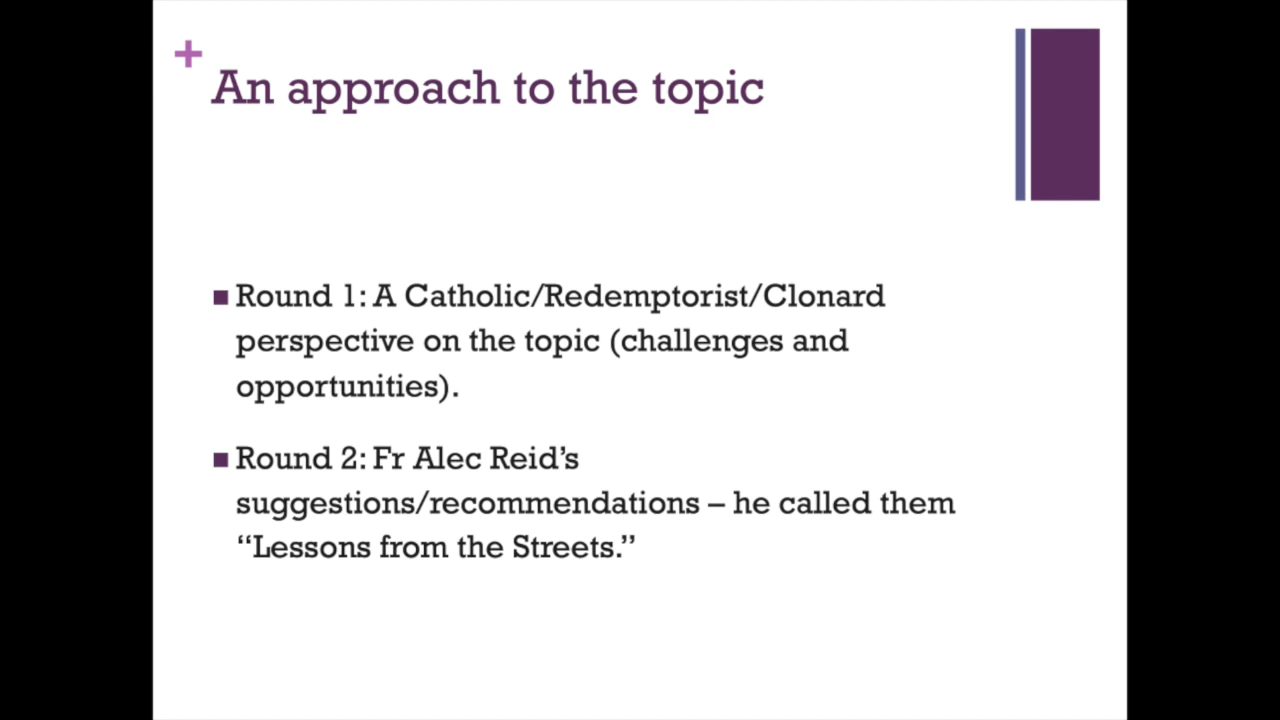 +
An approach to the topic
■ Round 1: A Catholic/Redemptorist/Clonard
perspective on the topic (challenges and
opportunities).
■ Round 2: Fr Alec Reid’s
suggestions/recommendations – he called them
“Lessons from the Streets.”